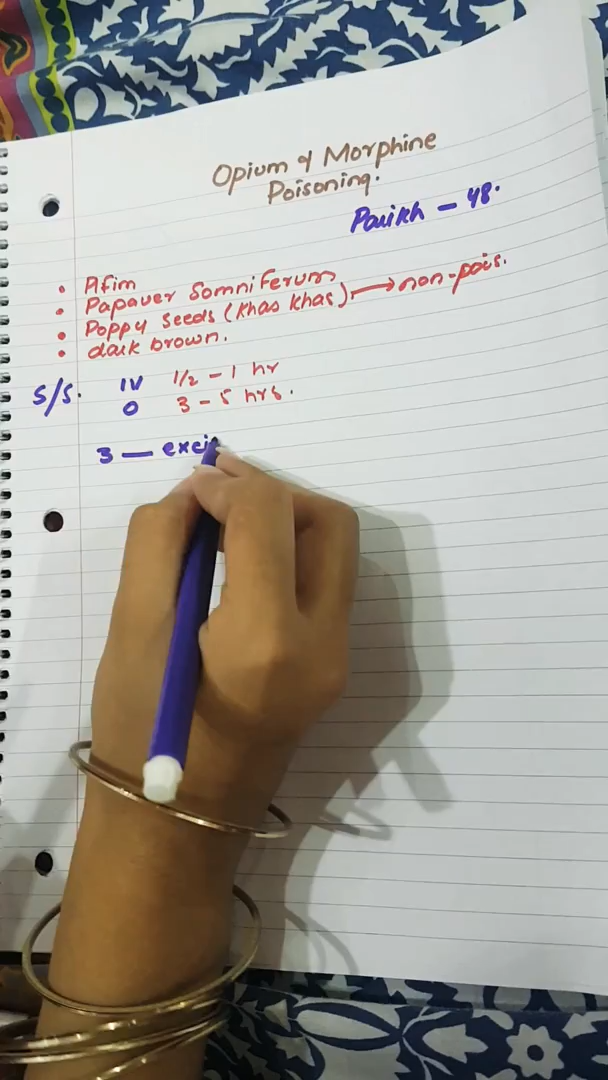 Opium & Morphine
Poisoning.
Parikh - 48.
• Afim
• Papaver Somniferum
• Poppy Seeds (khas khas) → non-pois.
• dark brown.
S/S. IV 1/2 - 1 hr
O 3 - 5 hrs.
3 — exci